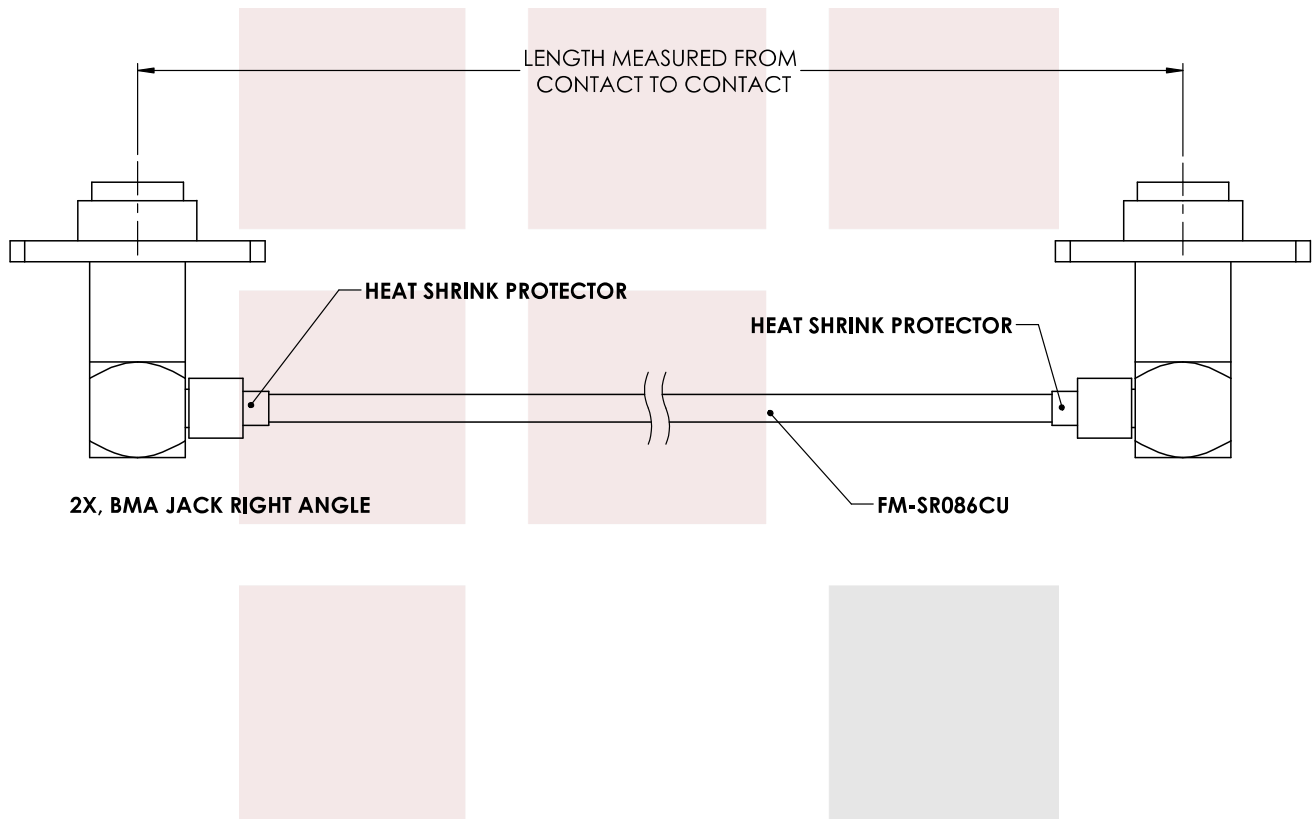 LENGTH MEASURED FROM
CONTACT TO CONTACT
HEAT SHRINK PROTECTOR
HEAT SHRINK PROTECTOR
2X, BMA JACK RIGHT ANGLE
FM-SR086CU